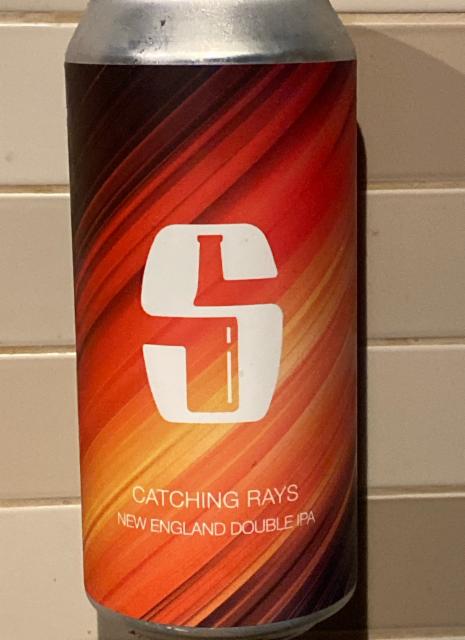 S
CATCHING RAYS
NEW ENGLAND DOUBLE IPA